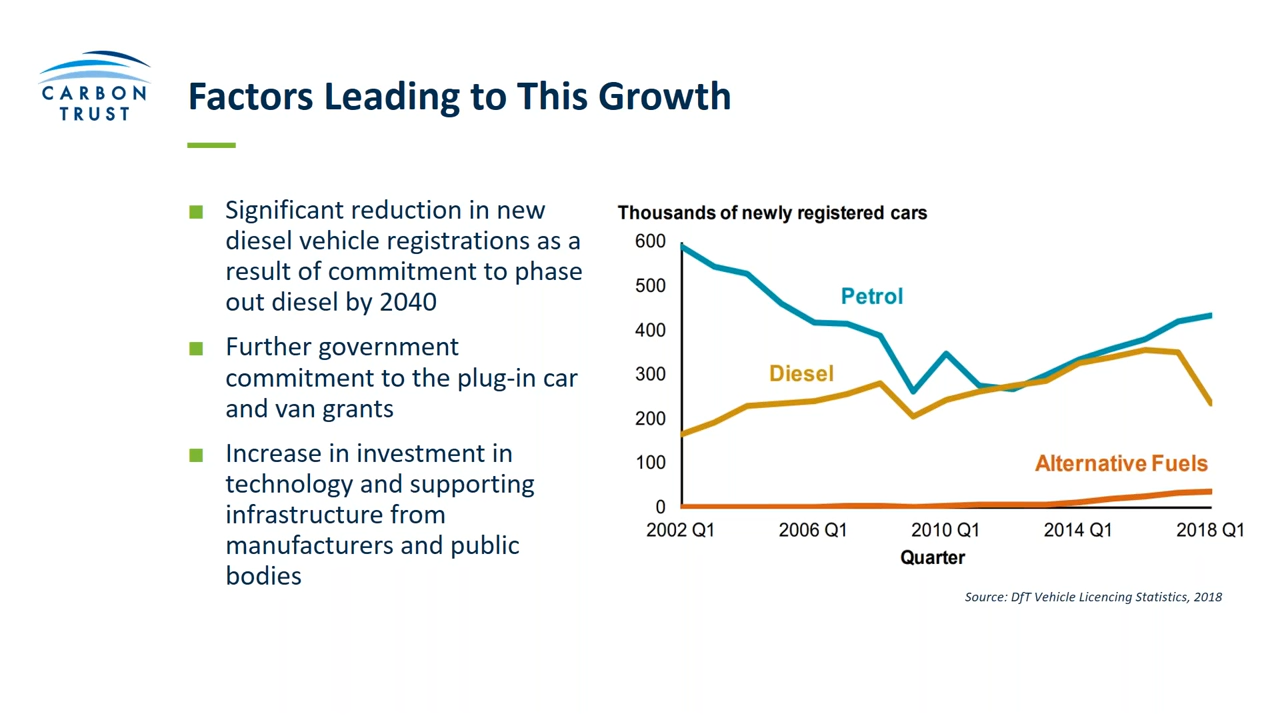 CARBON
TRUST
Factors Leading to This Growth
■ Significant reduction in new
diesel vehicle registrations as a
result of commitment to phase
out diesel by 2040
■ Further government
commitment to the plug-in car
and van grants
■ Increase in investment in
technology and supporting
infrastructure from
manufacturers and public
bodies
Thousands of newly registered cars
600
500
400
300
200
100
0
Petrol
Diesel
Alternative Fuels
2002 Q1 2006 Q1 2010 Q1 2014 Q1 2018 Q1
Quarter
Source: DfT Vehicle Licencing Statistics, 2018